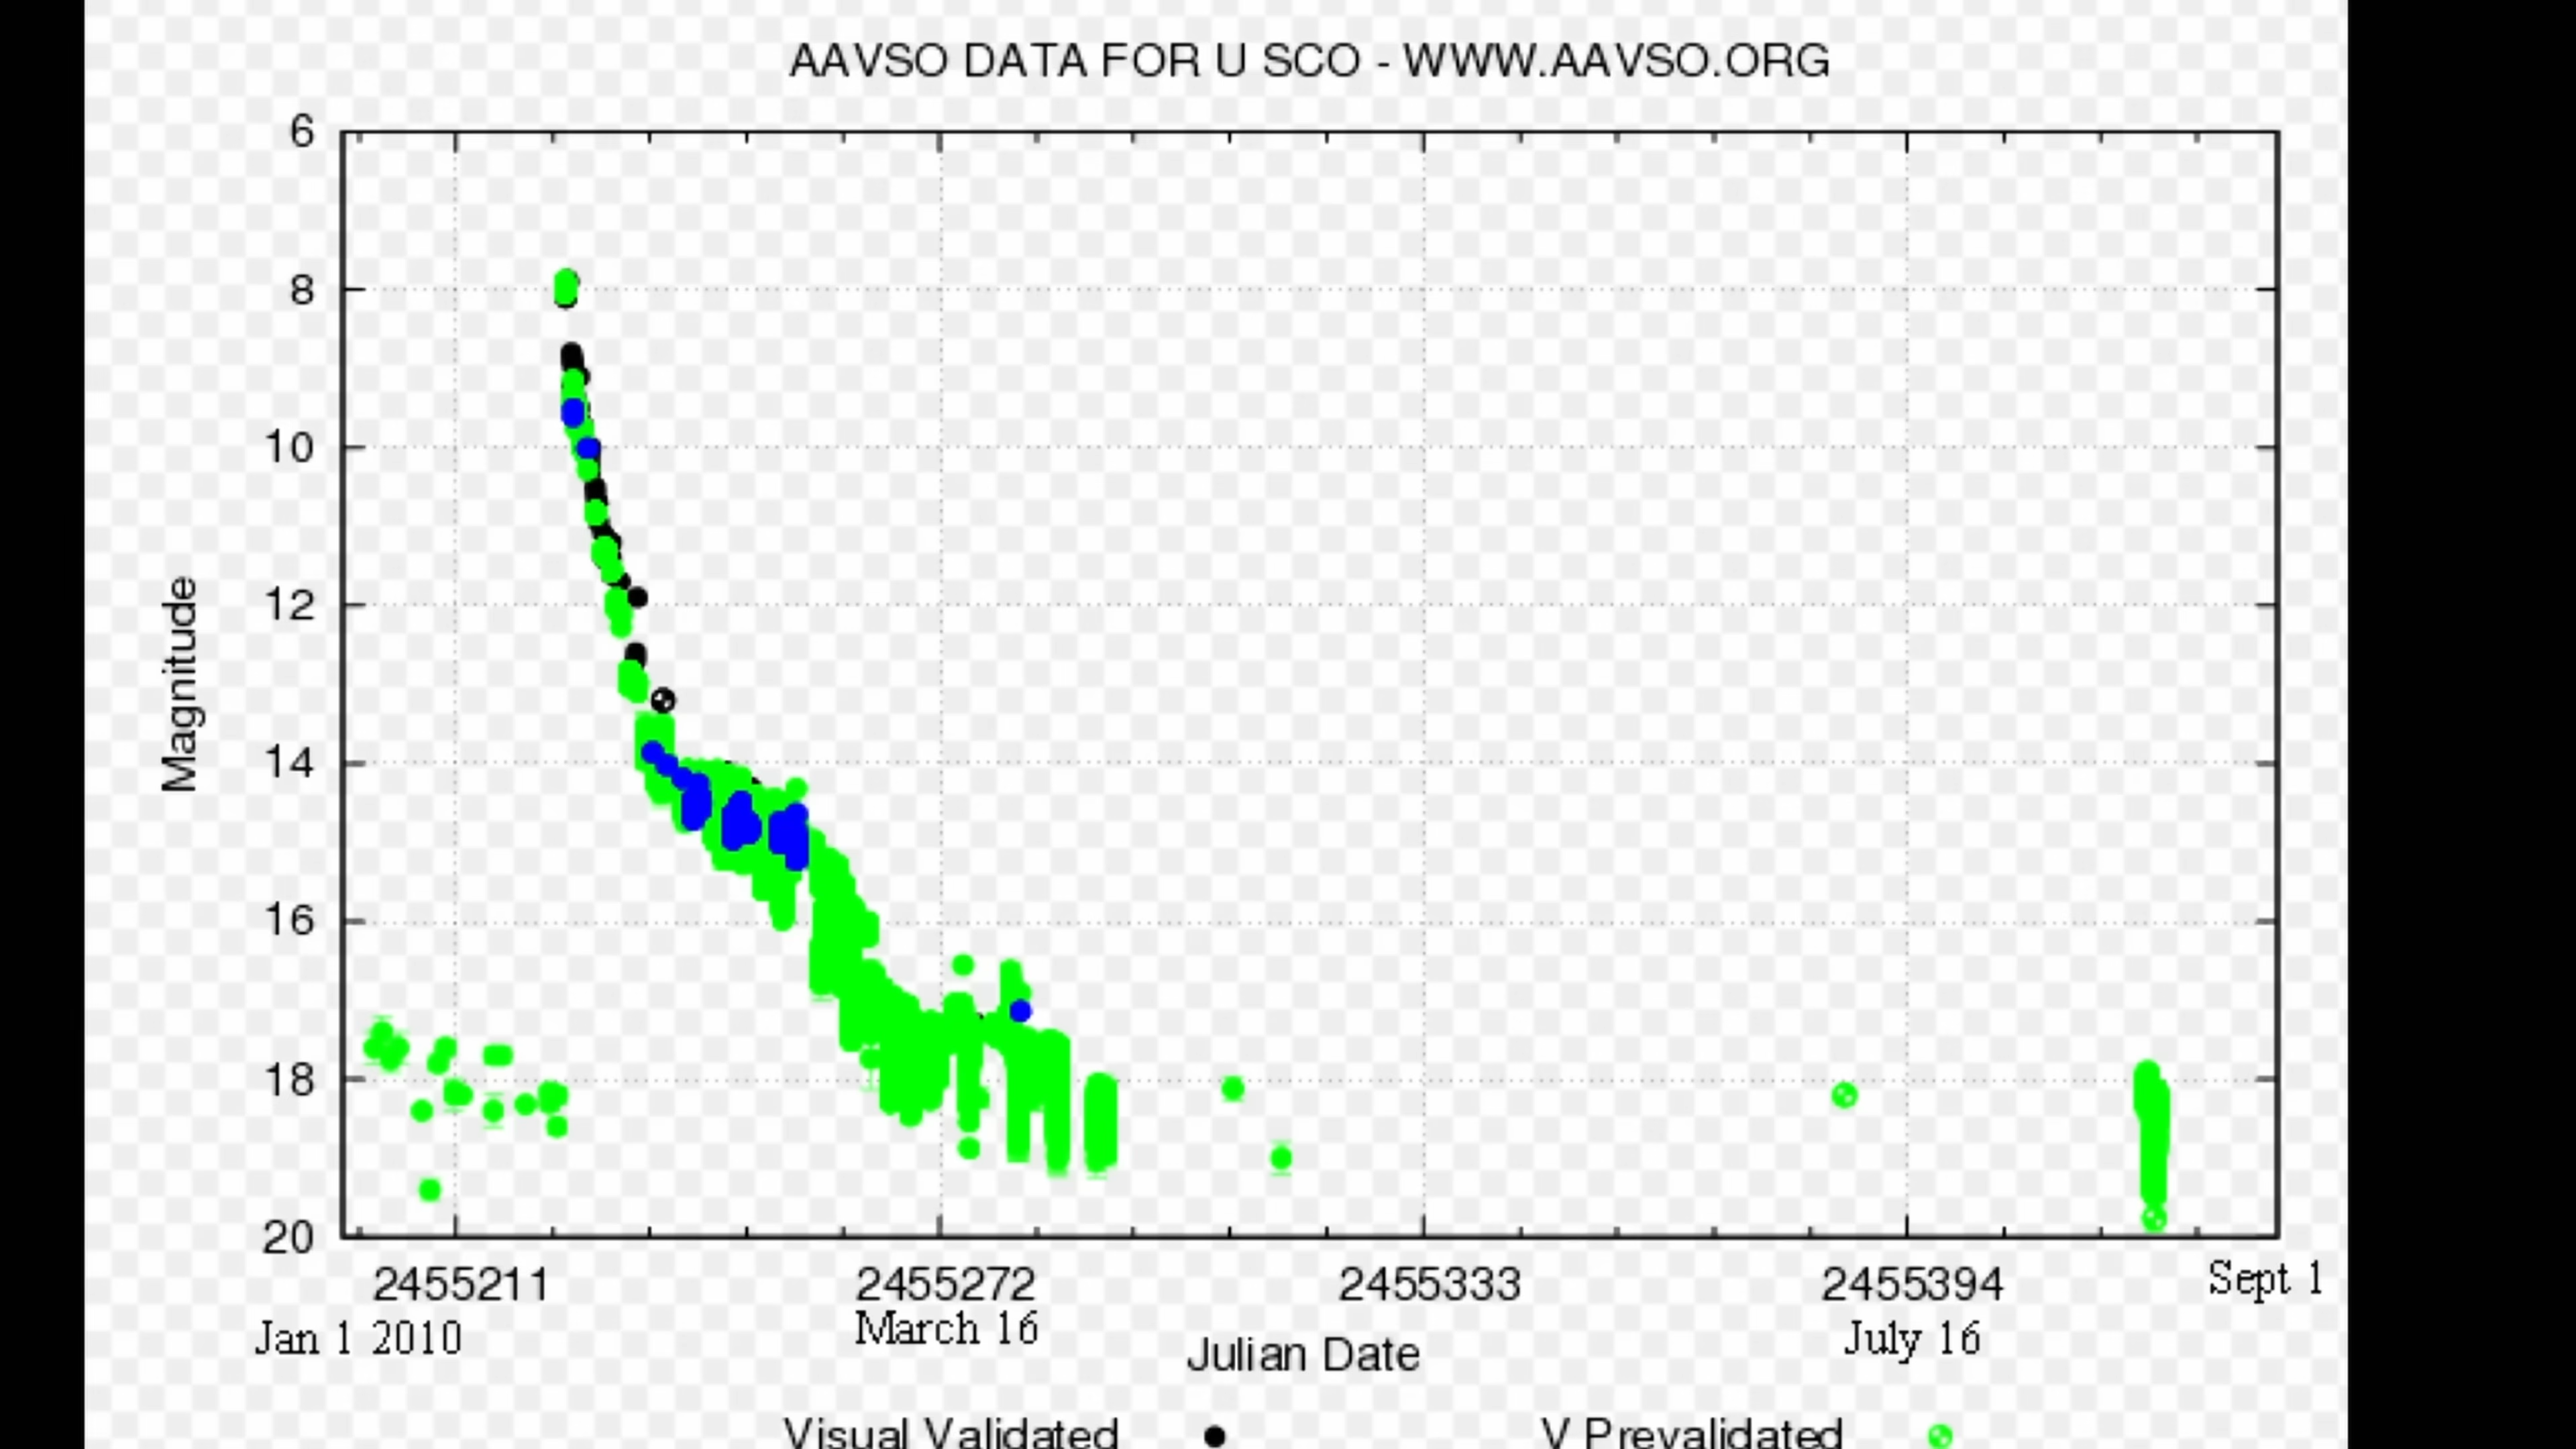 AAVSO DATA FOR U SCO - WWW.AAVSO.ORG
6
8
10
12
14
16
18
20
Magnitude
2455211 2455272 2455333 2455394 Sept 1
Jan 1 2010 March 16 July 16
Julian Date
Visual Validated V Prevalidated